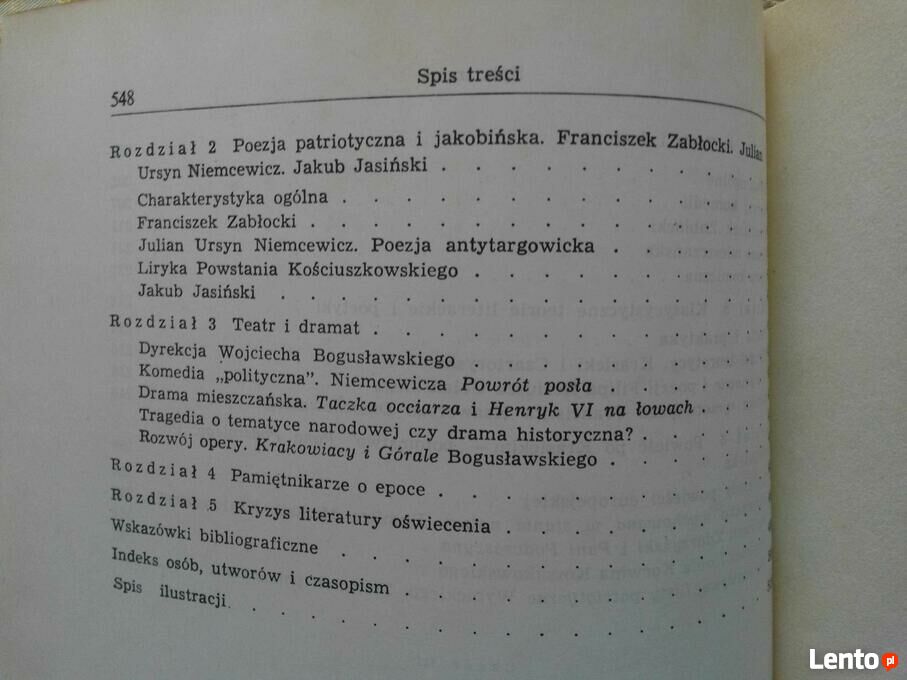 Spis treści
548
Rozdział 2 Poezja patriotyczna i jakobińska. Franciszek Zabłocki. Julian
Ursyn Niemcewicz. Jakub Jasiński . . . . . . . . . .
Charakterystyka ogólna . . . . . . . . . . . . .
Franciszek Zabłocki . . . . . . . . . . . . . .
Julian Ursyn Niemcewicz. Poezja antytargowicka . . . . .
Liryka Powstania Kościuszkowskiego . . . . . . . . .
Jakub Jasiński . . . . . . . . . . . . . . . .
Rozdział 3 Teatr i dramat . . . . . . . . . . . . .
Dyrekcja Wojciecha Bogusławskiego . . . . . . . .
Komedia „polityczna”. Niemcewicza Powrót posła . . . . .
Drama mieszczańska. Taczka occiarza i Henryk VI na łowach . .
Tragedia o tematyce narodowej czy drama historyczna? . . . .
Rozwój opery. Krakowiacy i Górale Bogusławskiego . . . . .
Rozdział 4 Pamiętnikarze o epoce . . . . . . . . . .
Rozdział 5 Kryzys literatury oświecenia . . . . . . . .
Wskazówki bibliograficzne . . . . . . . . . . . . .
Indeks osób, utworów i czasopism . . . . . . . . . .
Spis ilustracji . . . . . . . . . . . . . . . .
Lento pl